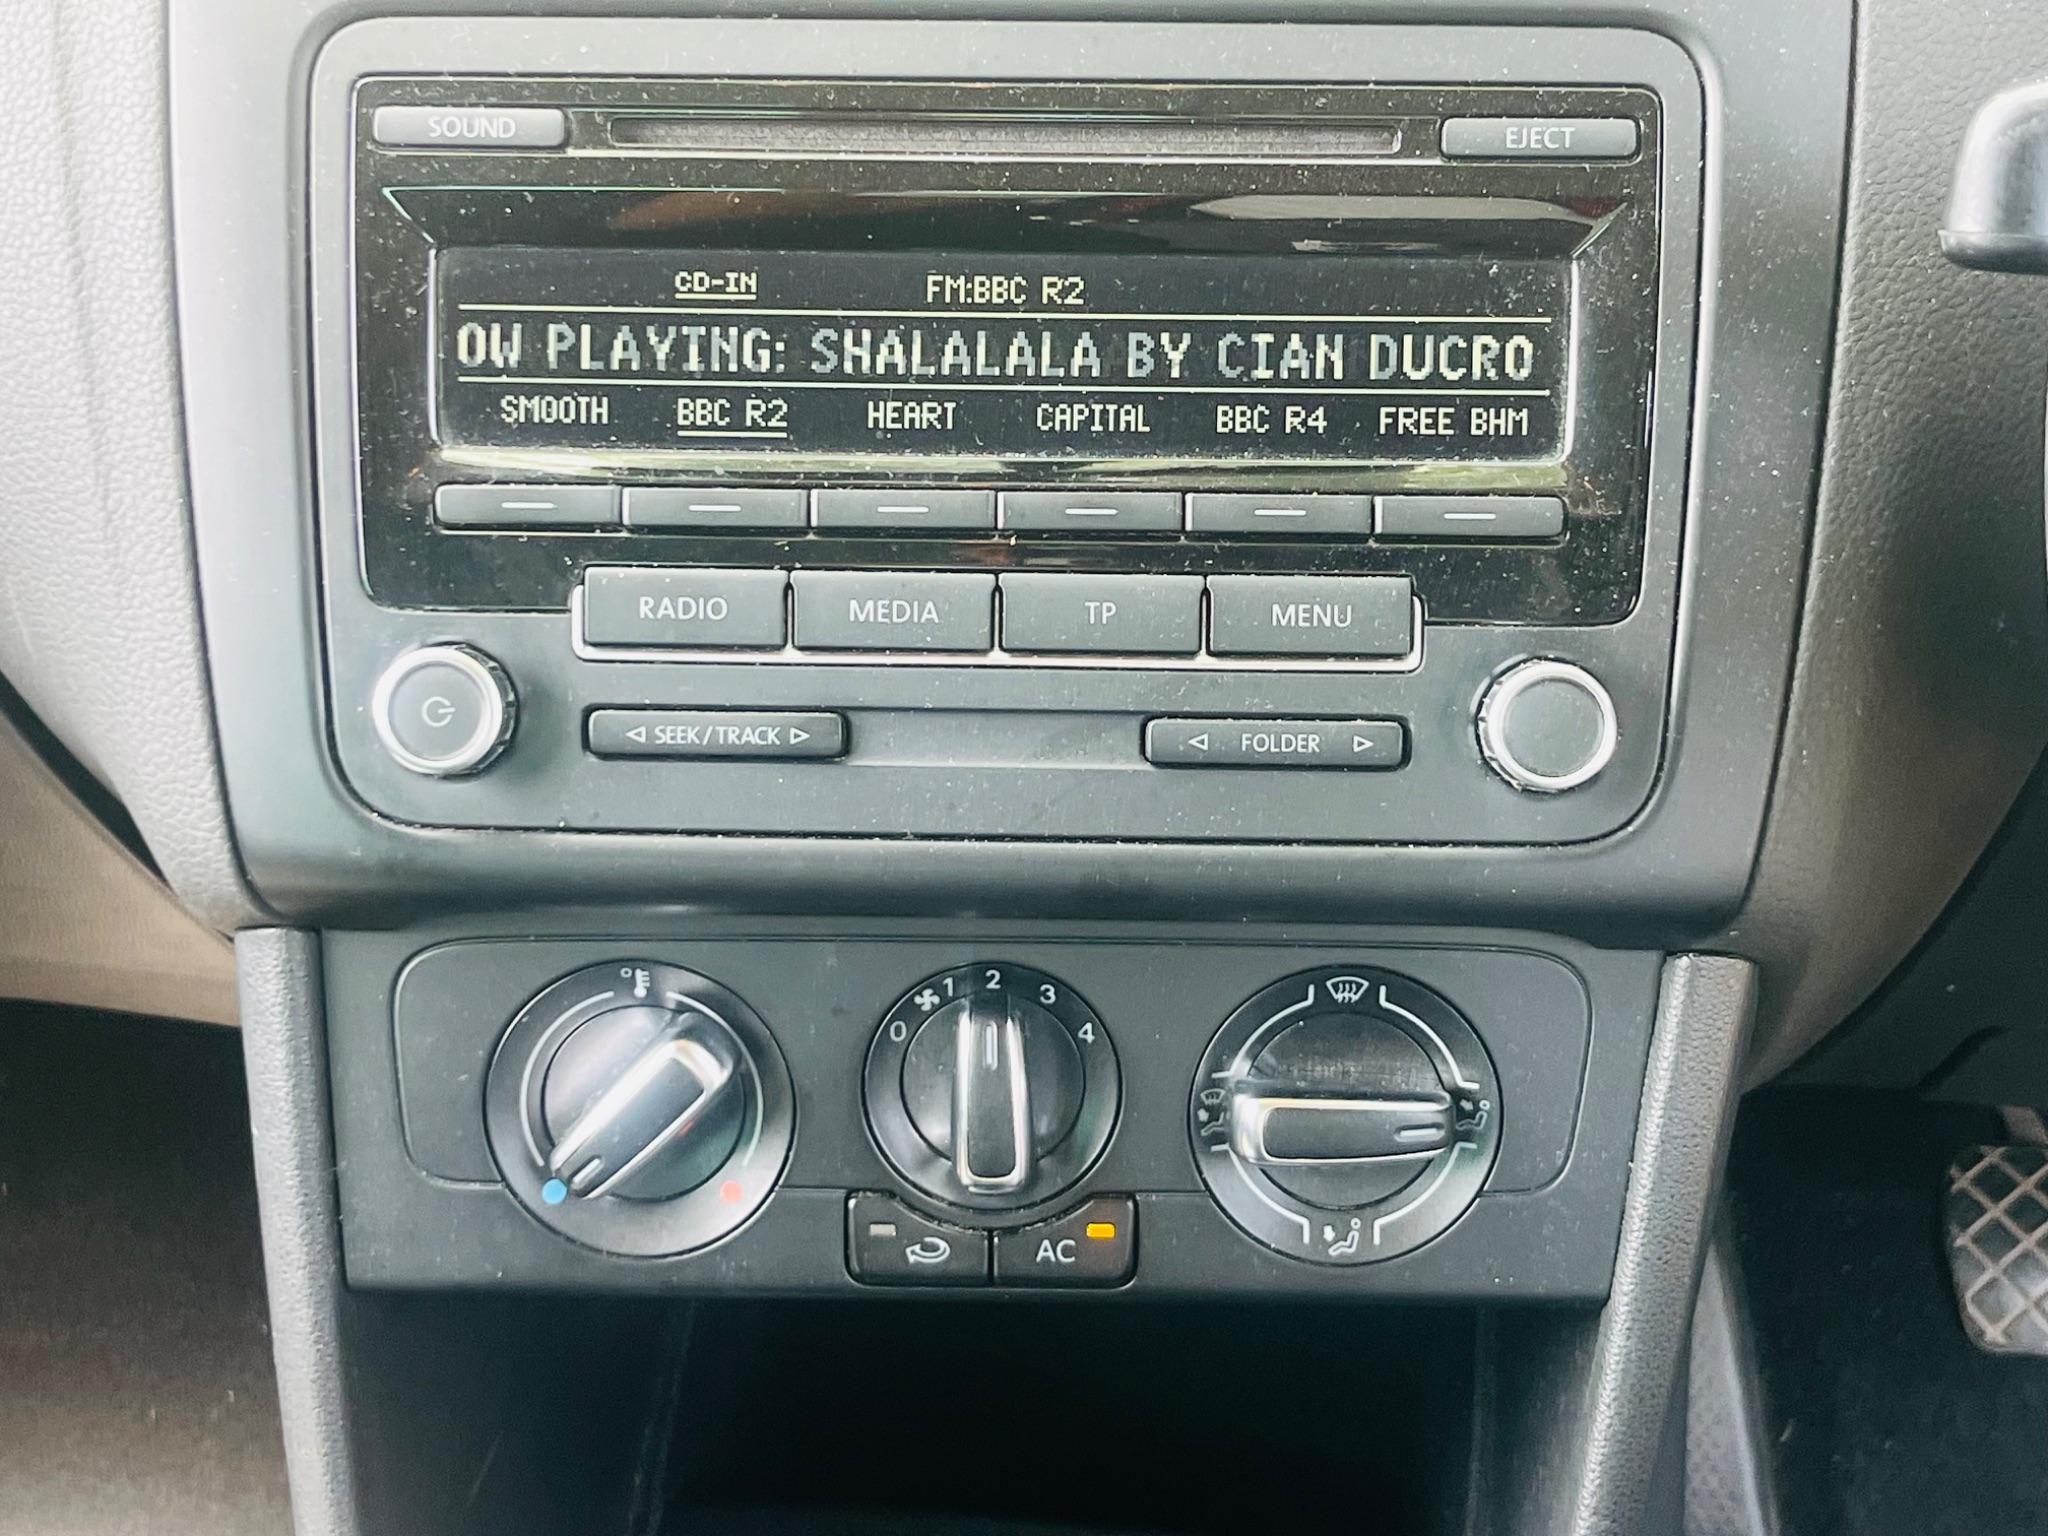 SOUND EJECT
CD-IN FM:BBC R2
OW PLAYING: SHALALALA BY CIAN DUCRO
SMOOTH BBC R2 HEART CAPITAL BBC R4 FREE BHM
RADIO MEDIA TP MENU
SEEK/TRACK FOLDER
0 1 2 3 4
AC